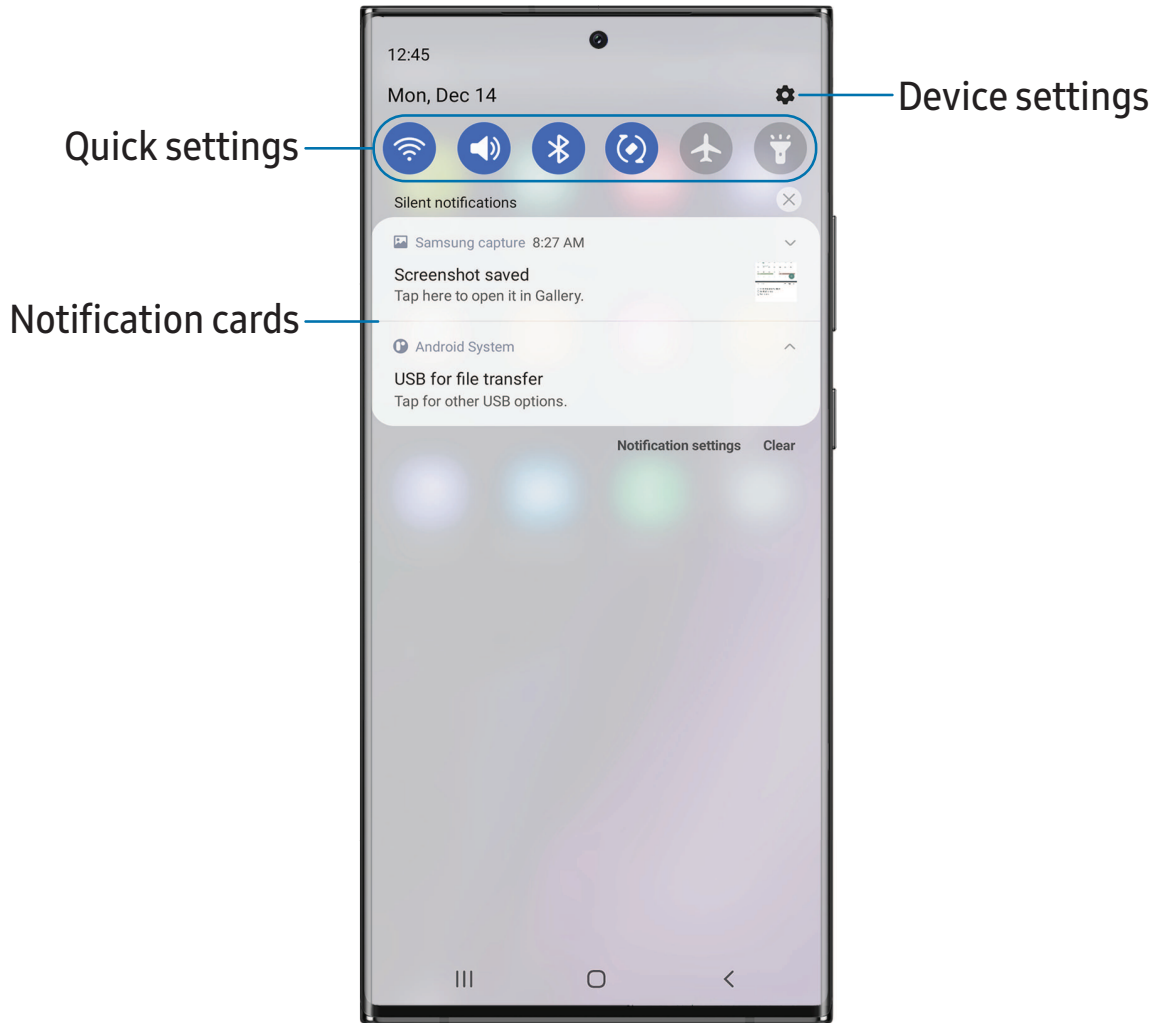 12:45
Mon, Dec 14
Device settings
Quick settings
Silent notifications
Samsung capture 8:27 AM
Screenshot saved
Tap here to open it in Gallery.
Notification cards
Android System
USB for file transfer
Tap for other USB options.
Notification settings Clear